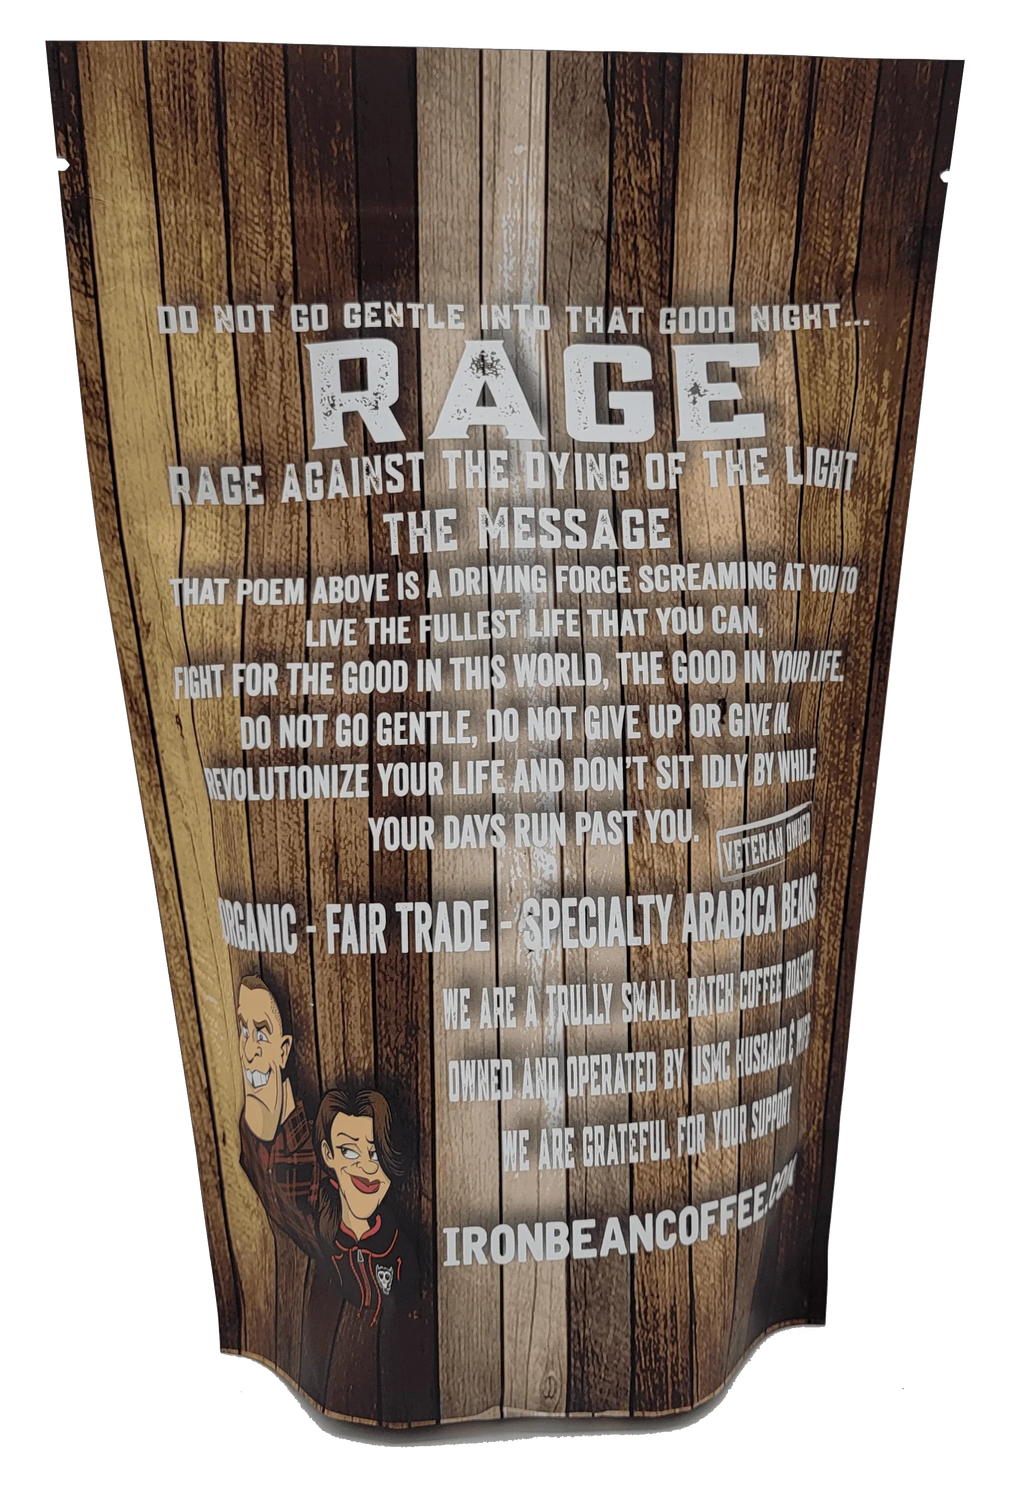 DO NOT GO GENTLE INTO THAT GOOD NIGHT...
RAGE
RAGE AGAINST THE DYING OF THE LIGHT
THE MESSAGE
THAT POEM ABOVE IS A DRIVING FORCE SCREAMING AT YOU TO
LIVE THE FULLEST LIFE THAT YOU CAN,
FIGHT FOR THE GOOD IN THIS WORLD, THE GOOD IN YOUR LIFE.
DO NOT GO GENTLE, DO NOT GIVE UP OR GIVE IN.
REVOLUTIONIZE YOUR LIFE AND DON'T SIT IDLY BY WHILE
YOUR DAYS RUN PAST YOU.
VETERAN OWNED
ORGANIC - FAIR TRADE - SPECIALTY ARABICA BEANS
WE ARE A TRULLY SMALL BATCH COFFEE ROASTER
OWNED AND OPERATED BY USMC HUSBAND & WIFE
WE ARE GRATEFUL FOR YOUR SUPPORT
IRONBEANCOFFEE.COM